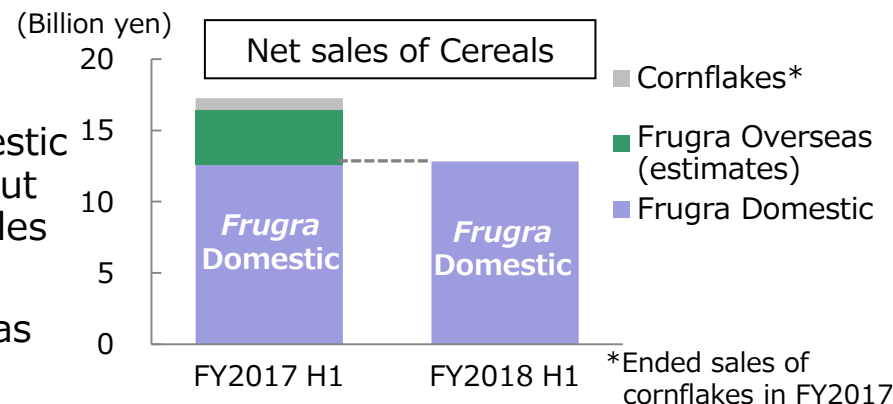 (Billion yen)
Net sales of Cereals
20
15
10
5
0
Cornflakes*
Frugra Overseas
(estimates)
Frugra Domestic
Frugra
Domestic
Frugra
Domestic
FY2017 H1
FY2018 H1
*Ended sales of
cornflakes in FY2017